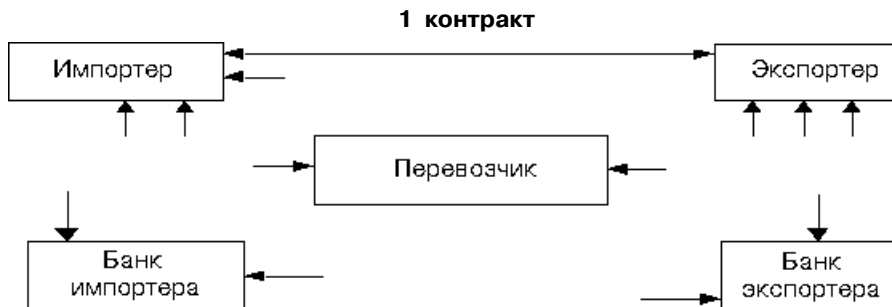 1 контракт
Импортер
Экспортер
Перевозчик
Банк
импортера
Банк
экспортера